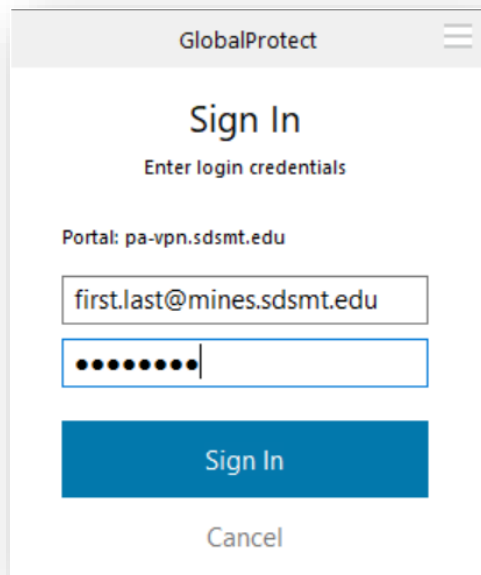 GlobalProtect
Sign In
Enter login credentials
Portal: pa-vpn.sdsmt.edu
first.last@mines.sdsmt.edu
●●●●●●●●
Sign In
Cancel